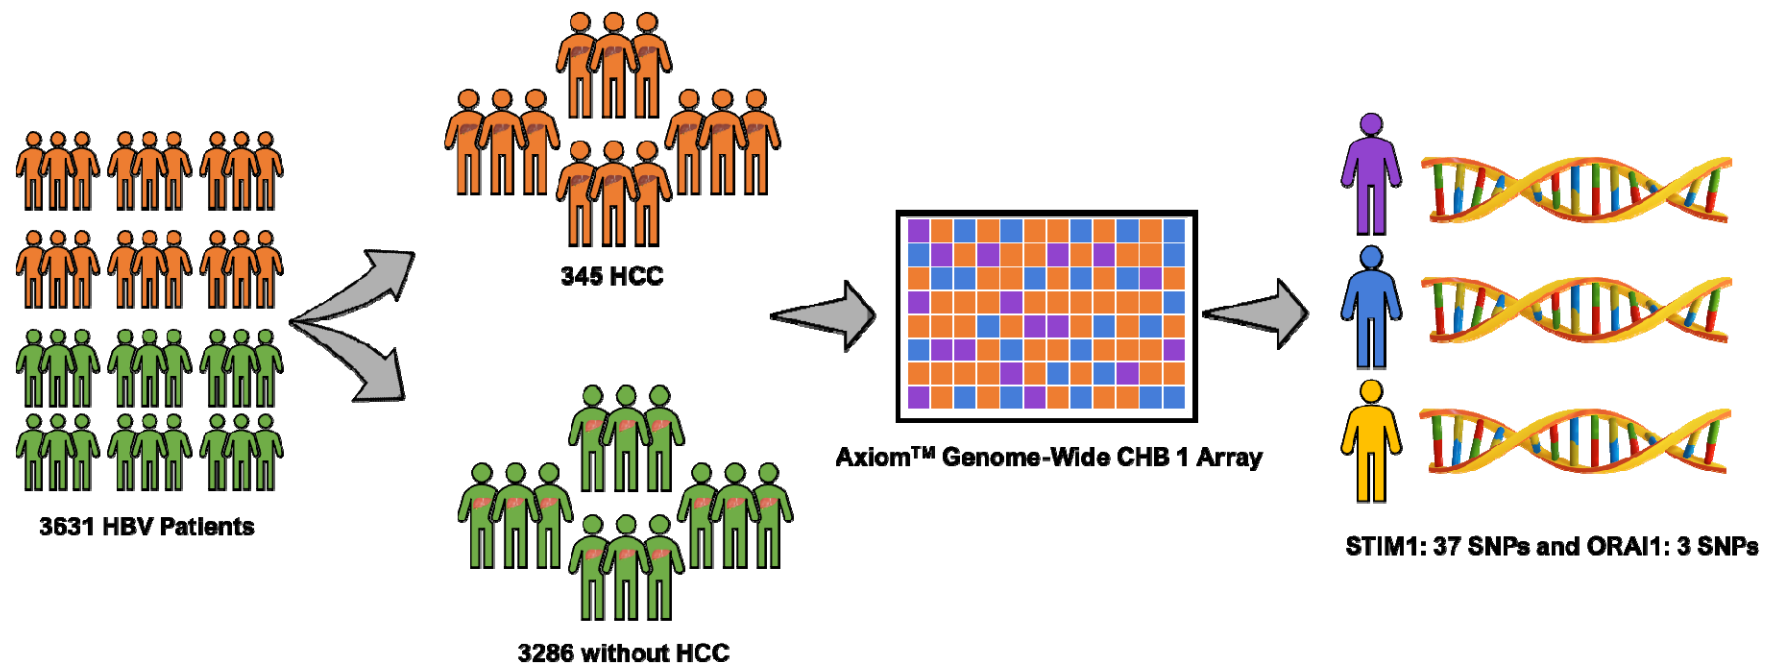 3631 HBV Patients
345 HCC
3286 without HCC
Axiom™ Genome-Wide CHB 1 Array
STIM1: 37 SNPs and ORAI1: 3 SNPs